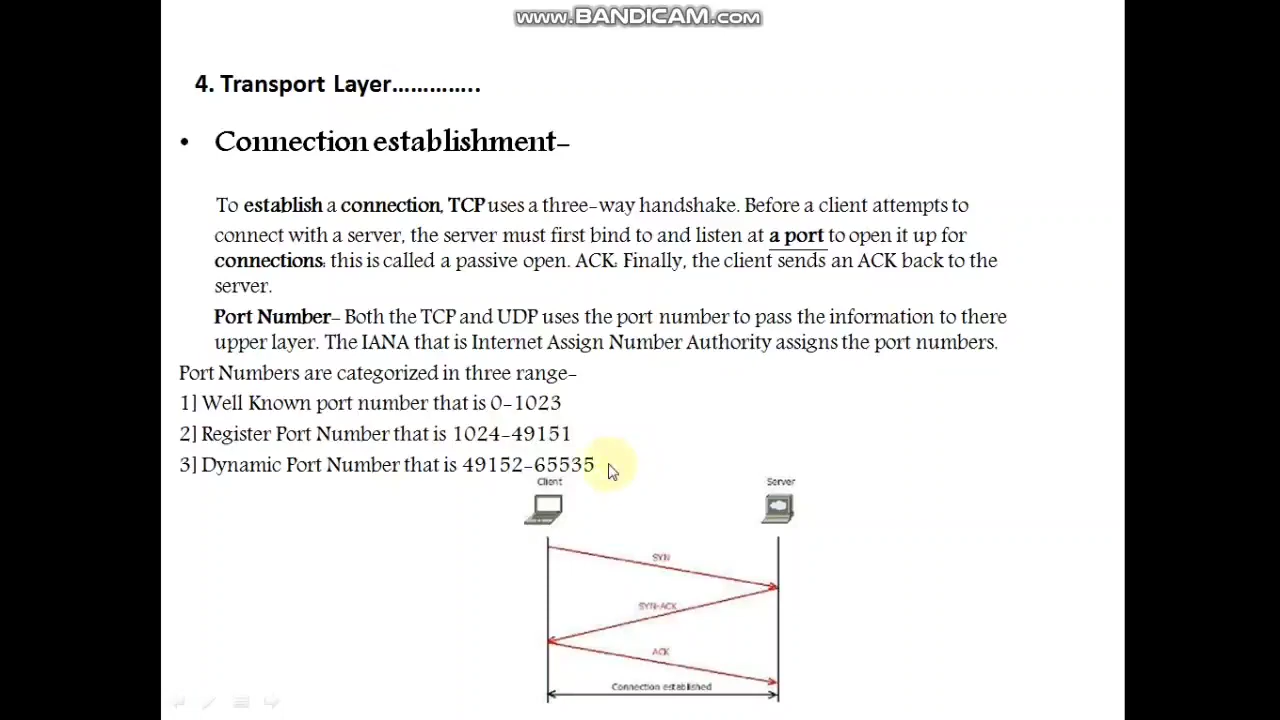 www.BANDICAM.com
4. Transport Layer…………..
• Connection establishment-
To establish a connection, TCP uses a three-way handshake. Before a client attempts to
connect with a server, the server must first bind to and listen at a port to open it up for
connections: this is called a passive open. ACK: Finally, the client sends an ACK back to the
server.
Port Number- Both the TCP and UDP uses the port number to pass the information to there
upper layer. The IANA that is Internet Assign Number Authority assigns the port numbers.
Port Numbers are categorized in three range-
1] Well Known port number that is 0-1023
2] Register Port Number that is 1024-49151
3] Dynamic Port Number that is 49152-65535
Client Server
SYN
SYN-ACK
ACK
Connection established